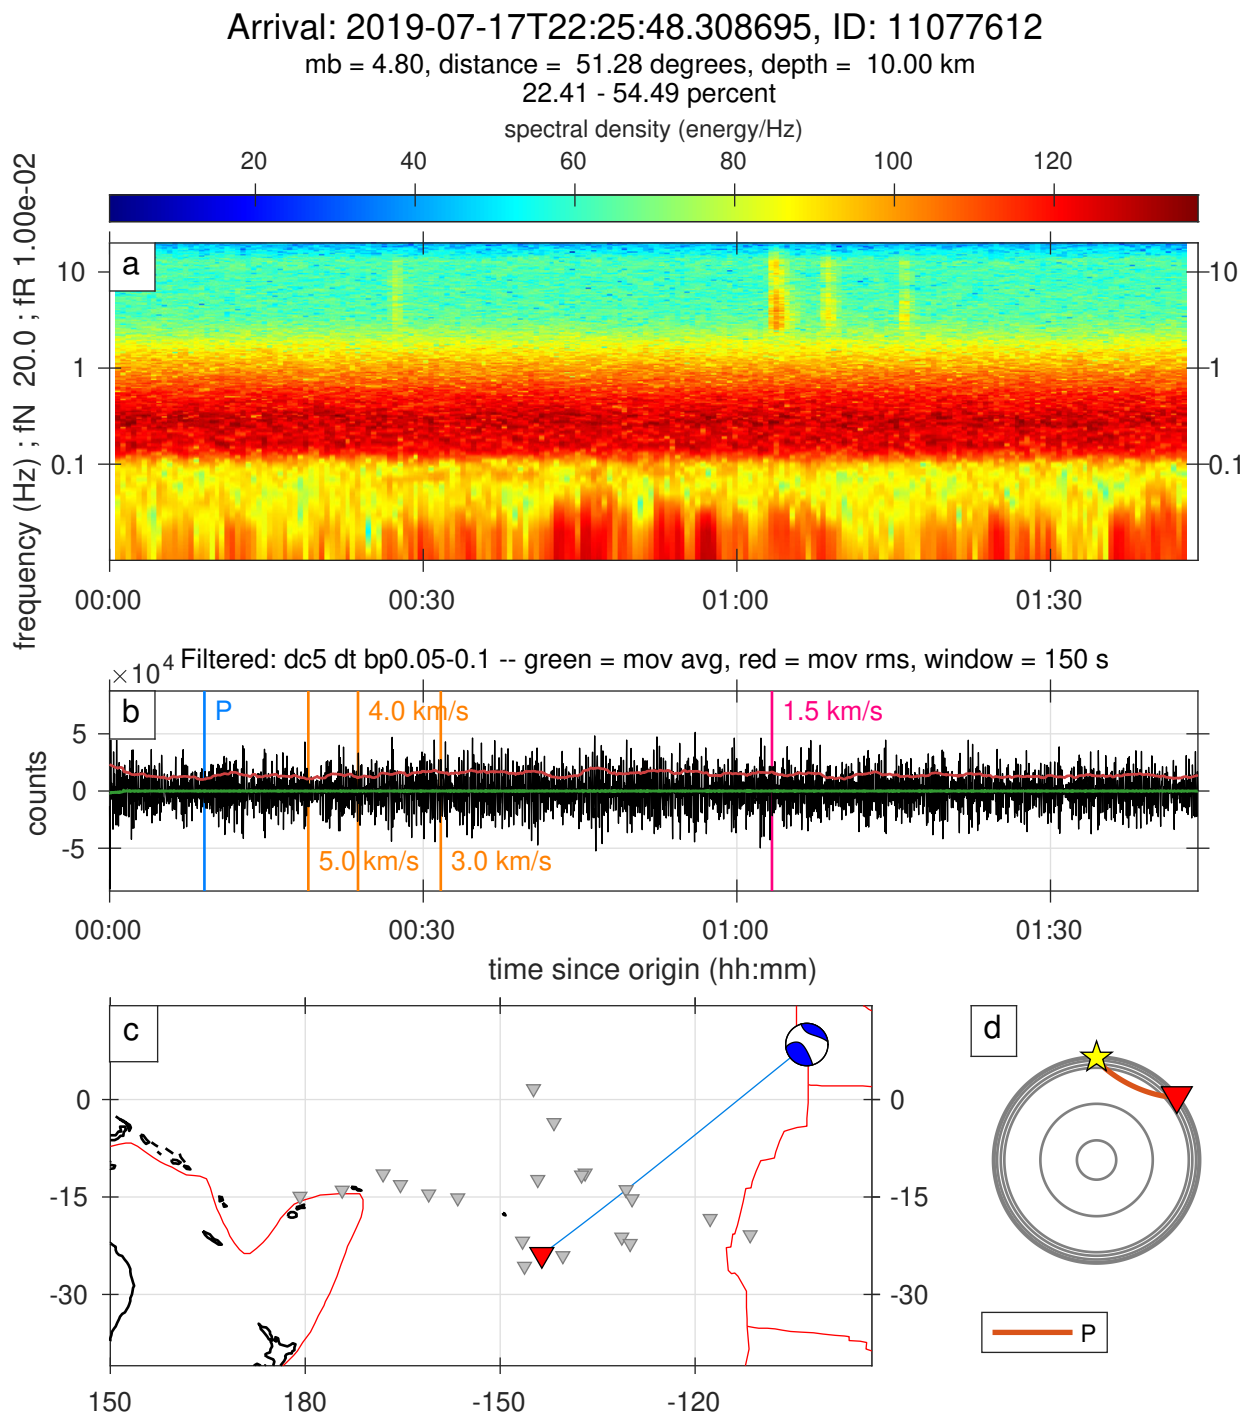 Arrival: 2019-07-17T22:25:48.308695, ID: 11077612
mb = 4.80, distance =  51.28 degrees, depth =  10.00 km
22.41 - 54.49 percent
spectral density (energy/Hz)
20 40 60 80 100 120
frequency (Hz) ; fN  20.0 ; fR 1.00e-02
a
10 10
1 1
0.1 0.1
00:00 00:30 01:00 01:30
×10^4 Filtered: dc5 dt bp0.05-0.1 -- green = mov avg, red = mov rms, window = 150 s
b P 4.0 km/s 1.5 km/s
5
0
-5
counts
5.0 km/s 3.0 km/s
00:00 00:30 01:00 01:30
time since origin (hh:mm)
c d
0 0
-15 -15
-30 -30
150 180 -150 -120
P